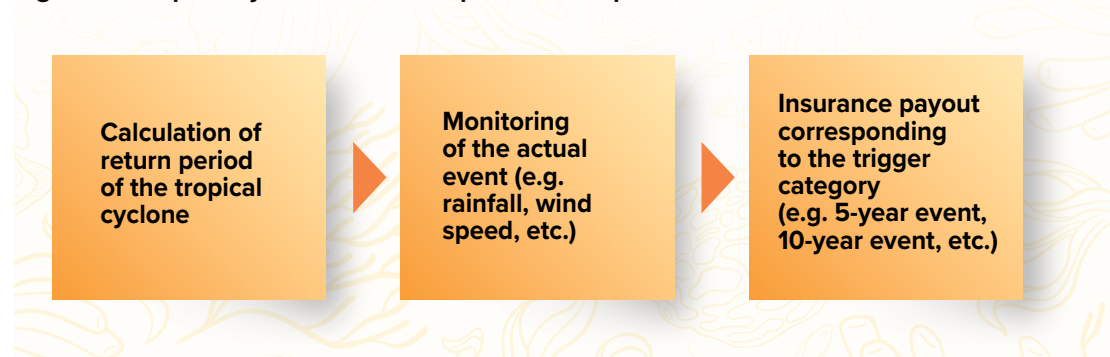 Calculation of
return period
of the tropical
cyclone
Monitoring
of the actual
event (e.g.
rainfall, wind
speed, etc.)
Insurance payout
corresponding
to the trigger
category
(e.g. 5-year event,
10-year event, etc.)